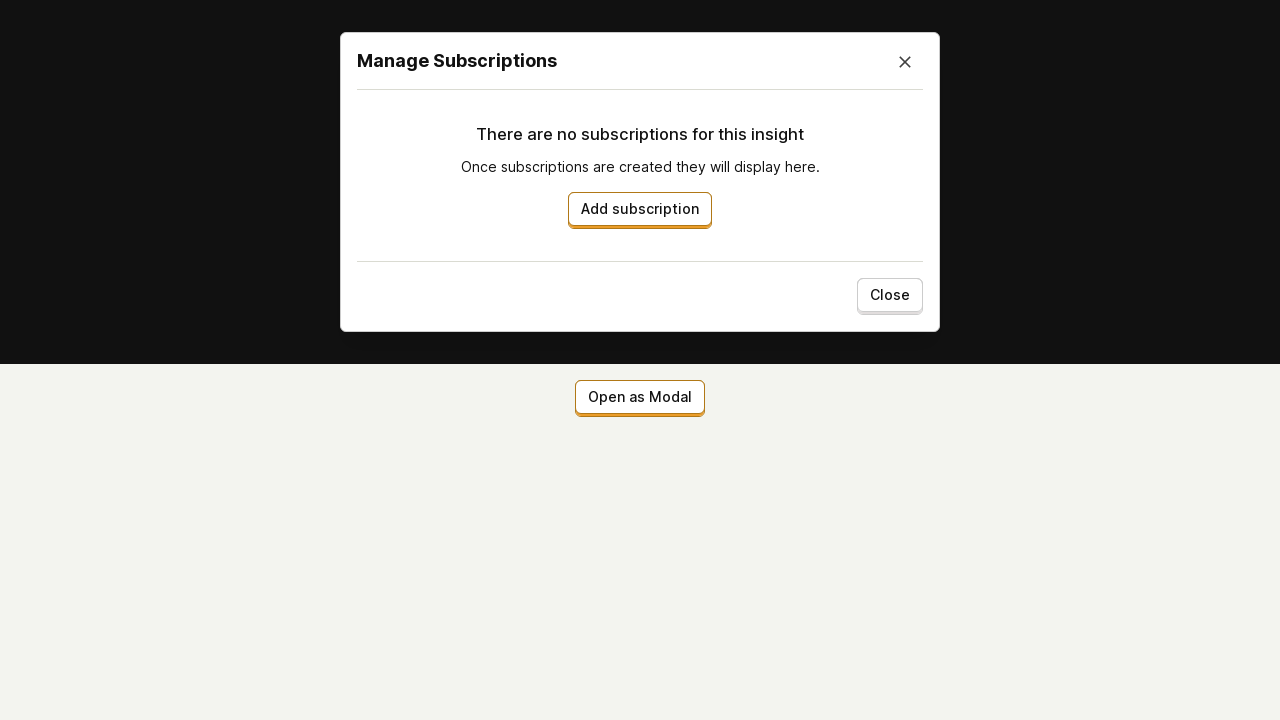 Manage Subscriptions
There are no subscriptions for this insight
Once subscriptions are created they will display here.
Add subscription
Close
Open as Modal